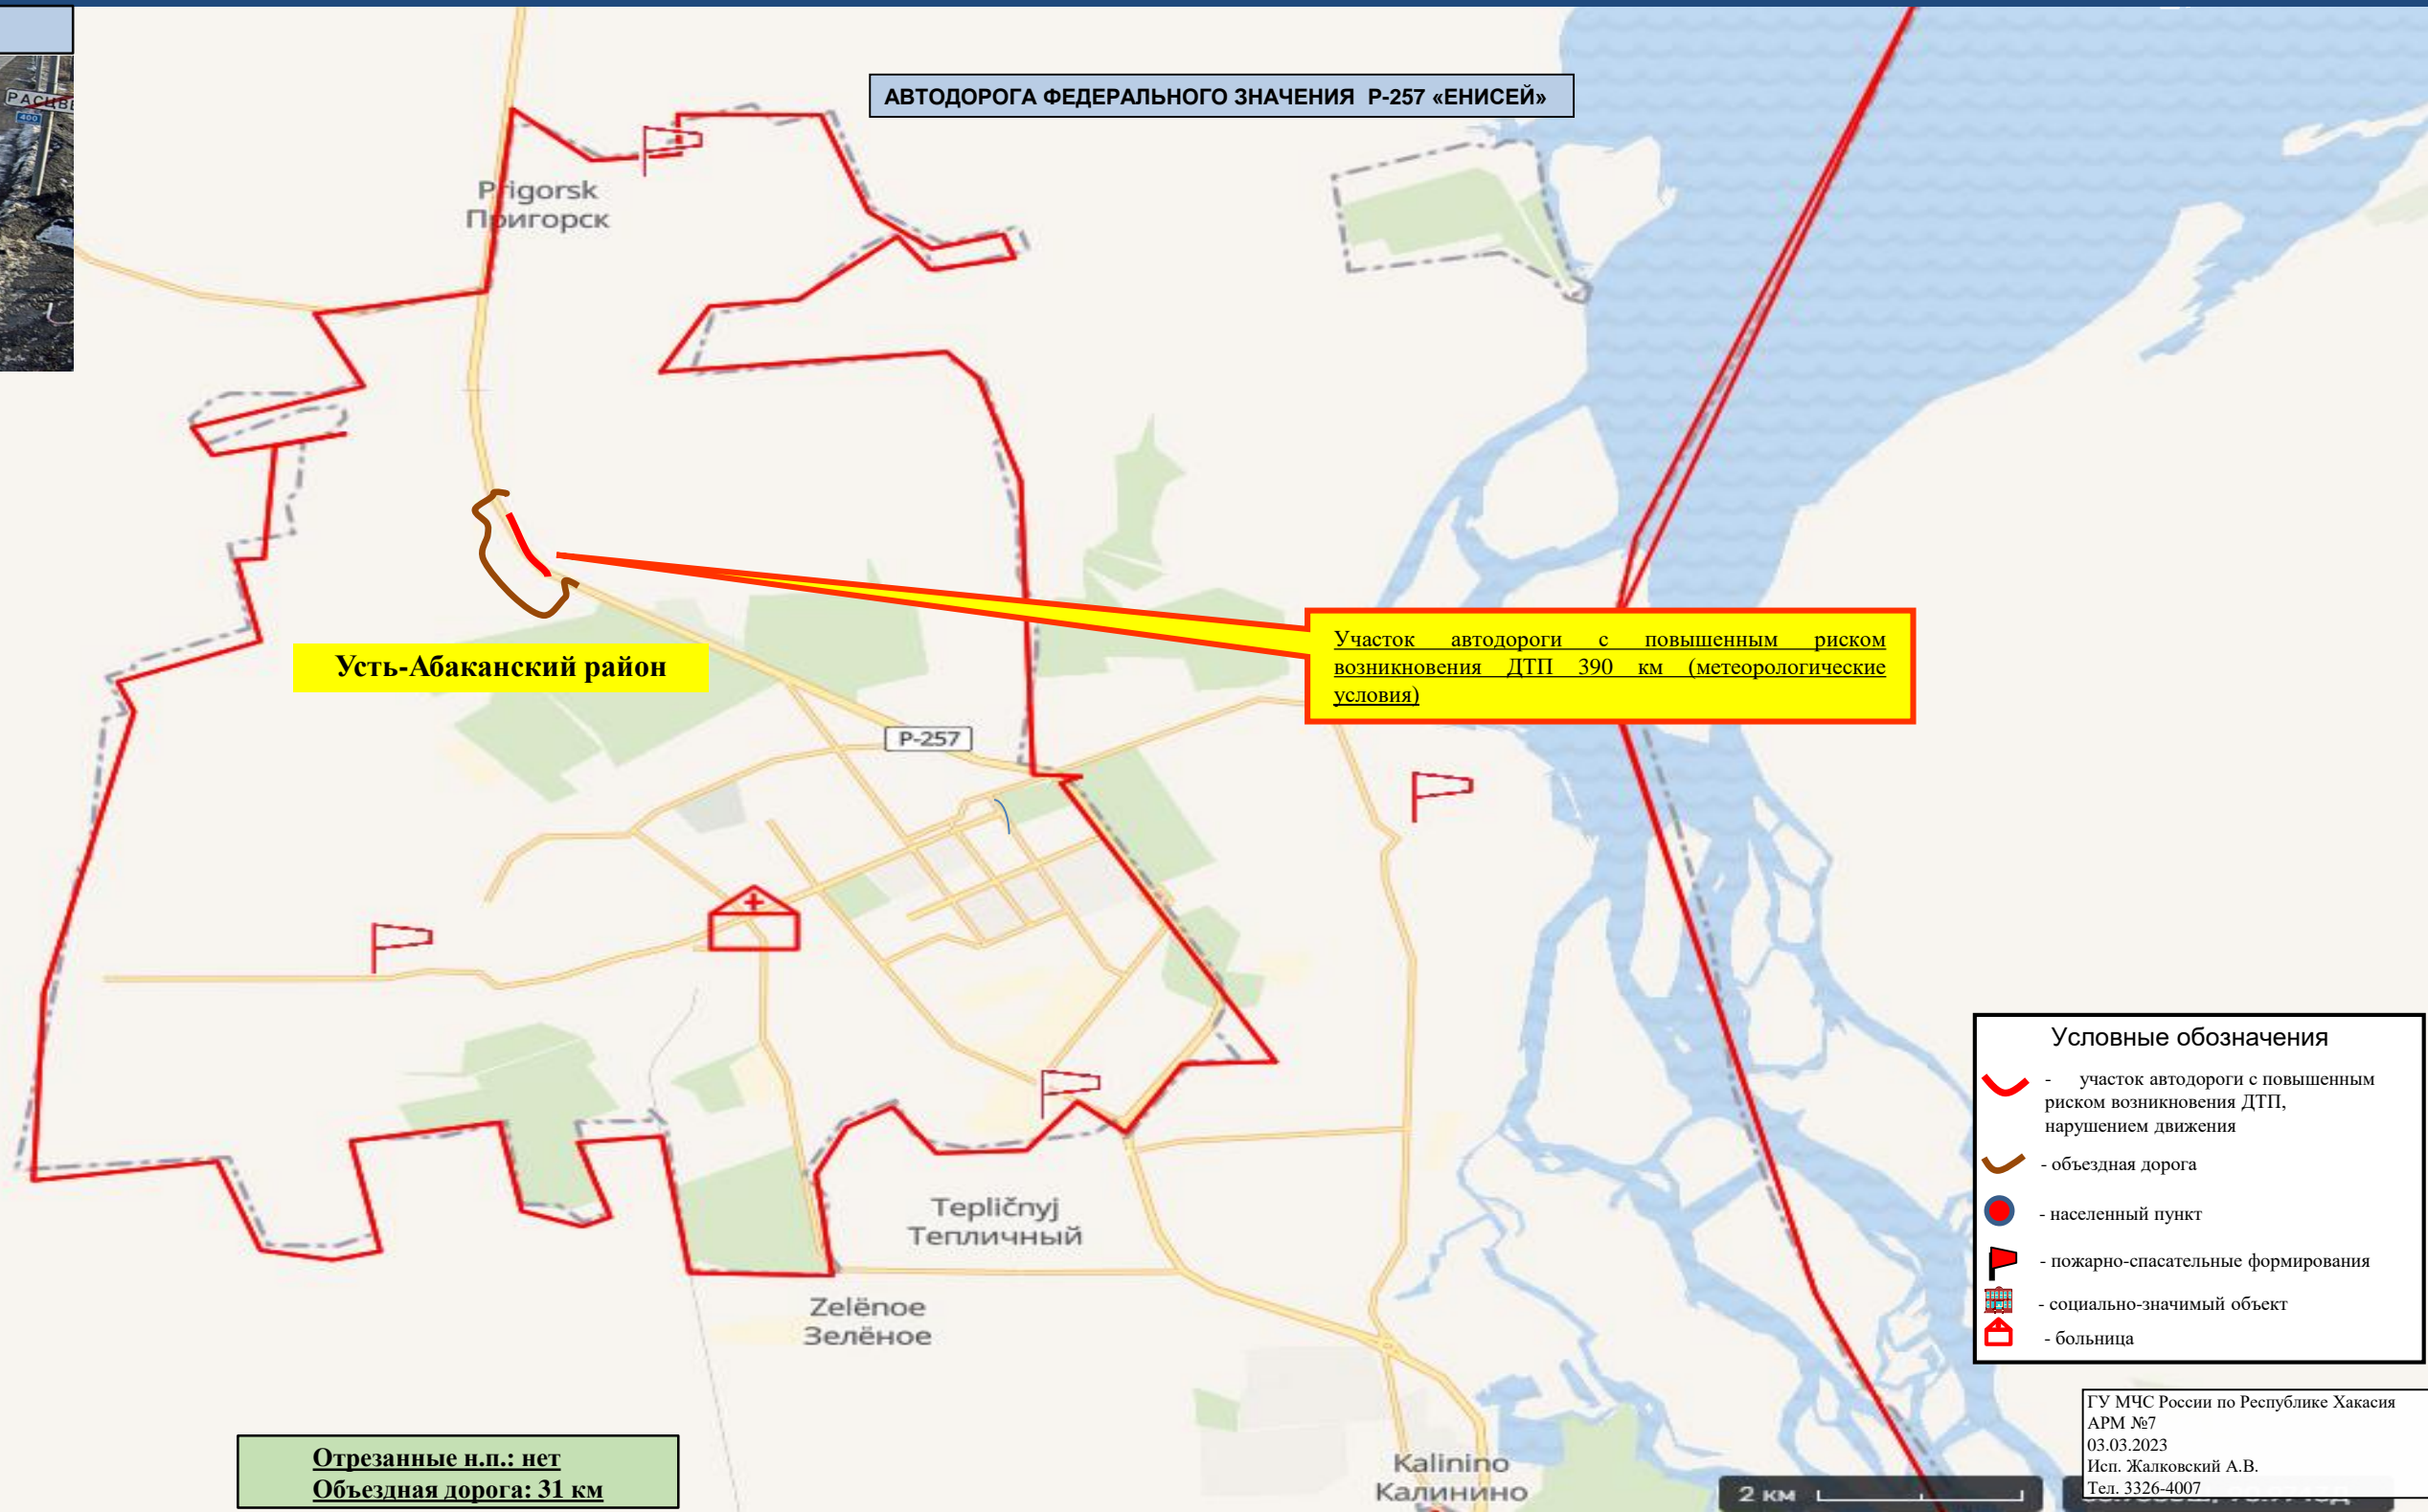 АВТОДОРОГА ФЕДЕРАЛЬНОГО ЗНАЧЕНИЯ Р-257 «ЕНИСЕЙ»
400
Prigorsk
Пригорск
Участок автодороги с повышенным риском
возникновения ДТП 390 км (метеорологические
условия)
Усть-Абаканский район
Р-257
Условные обозначения
- участок автодороги с повышенным
риском возникновения ДТП,
нарушением движения
- объездная дорога
- населенный пункт
- пожарно-спасательные формирования
- социально-значимый объект
- больница
Tepličnyj
Тепличный
Zelënoe
Зелёное
Отрезанные н.п.: нет
Объездная дорога: 31 км
Kalinino
Калинино
2 км
ГУ МЧС России по Республике Хакасия
АРМ №7
03.03.2023
Исп. Жалковский А.В.
Тел. 3326-4007